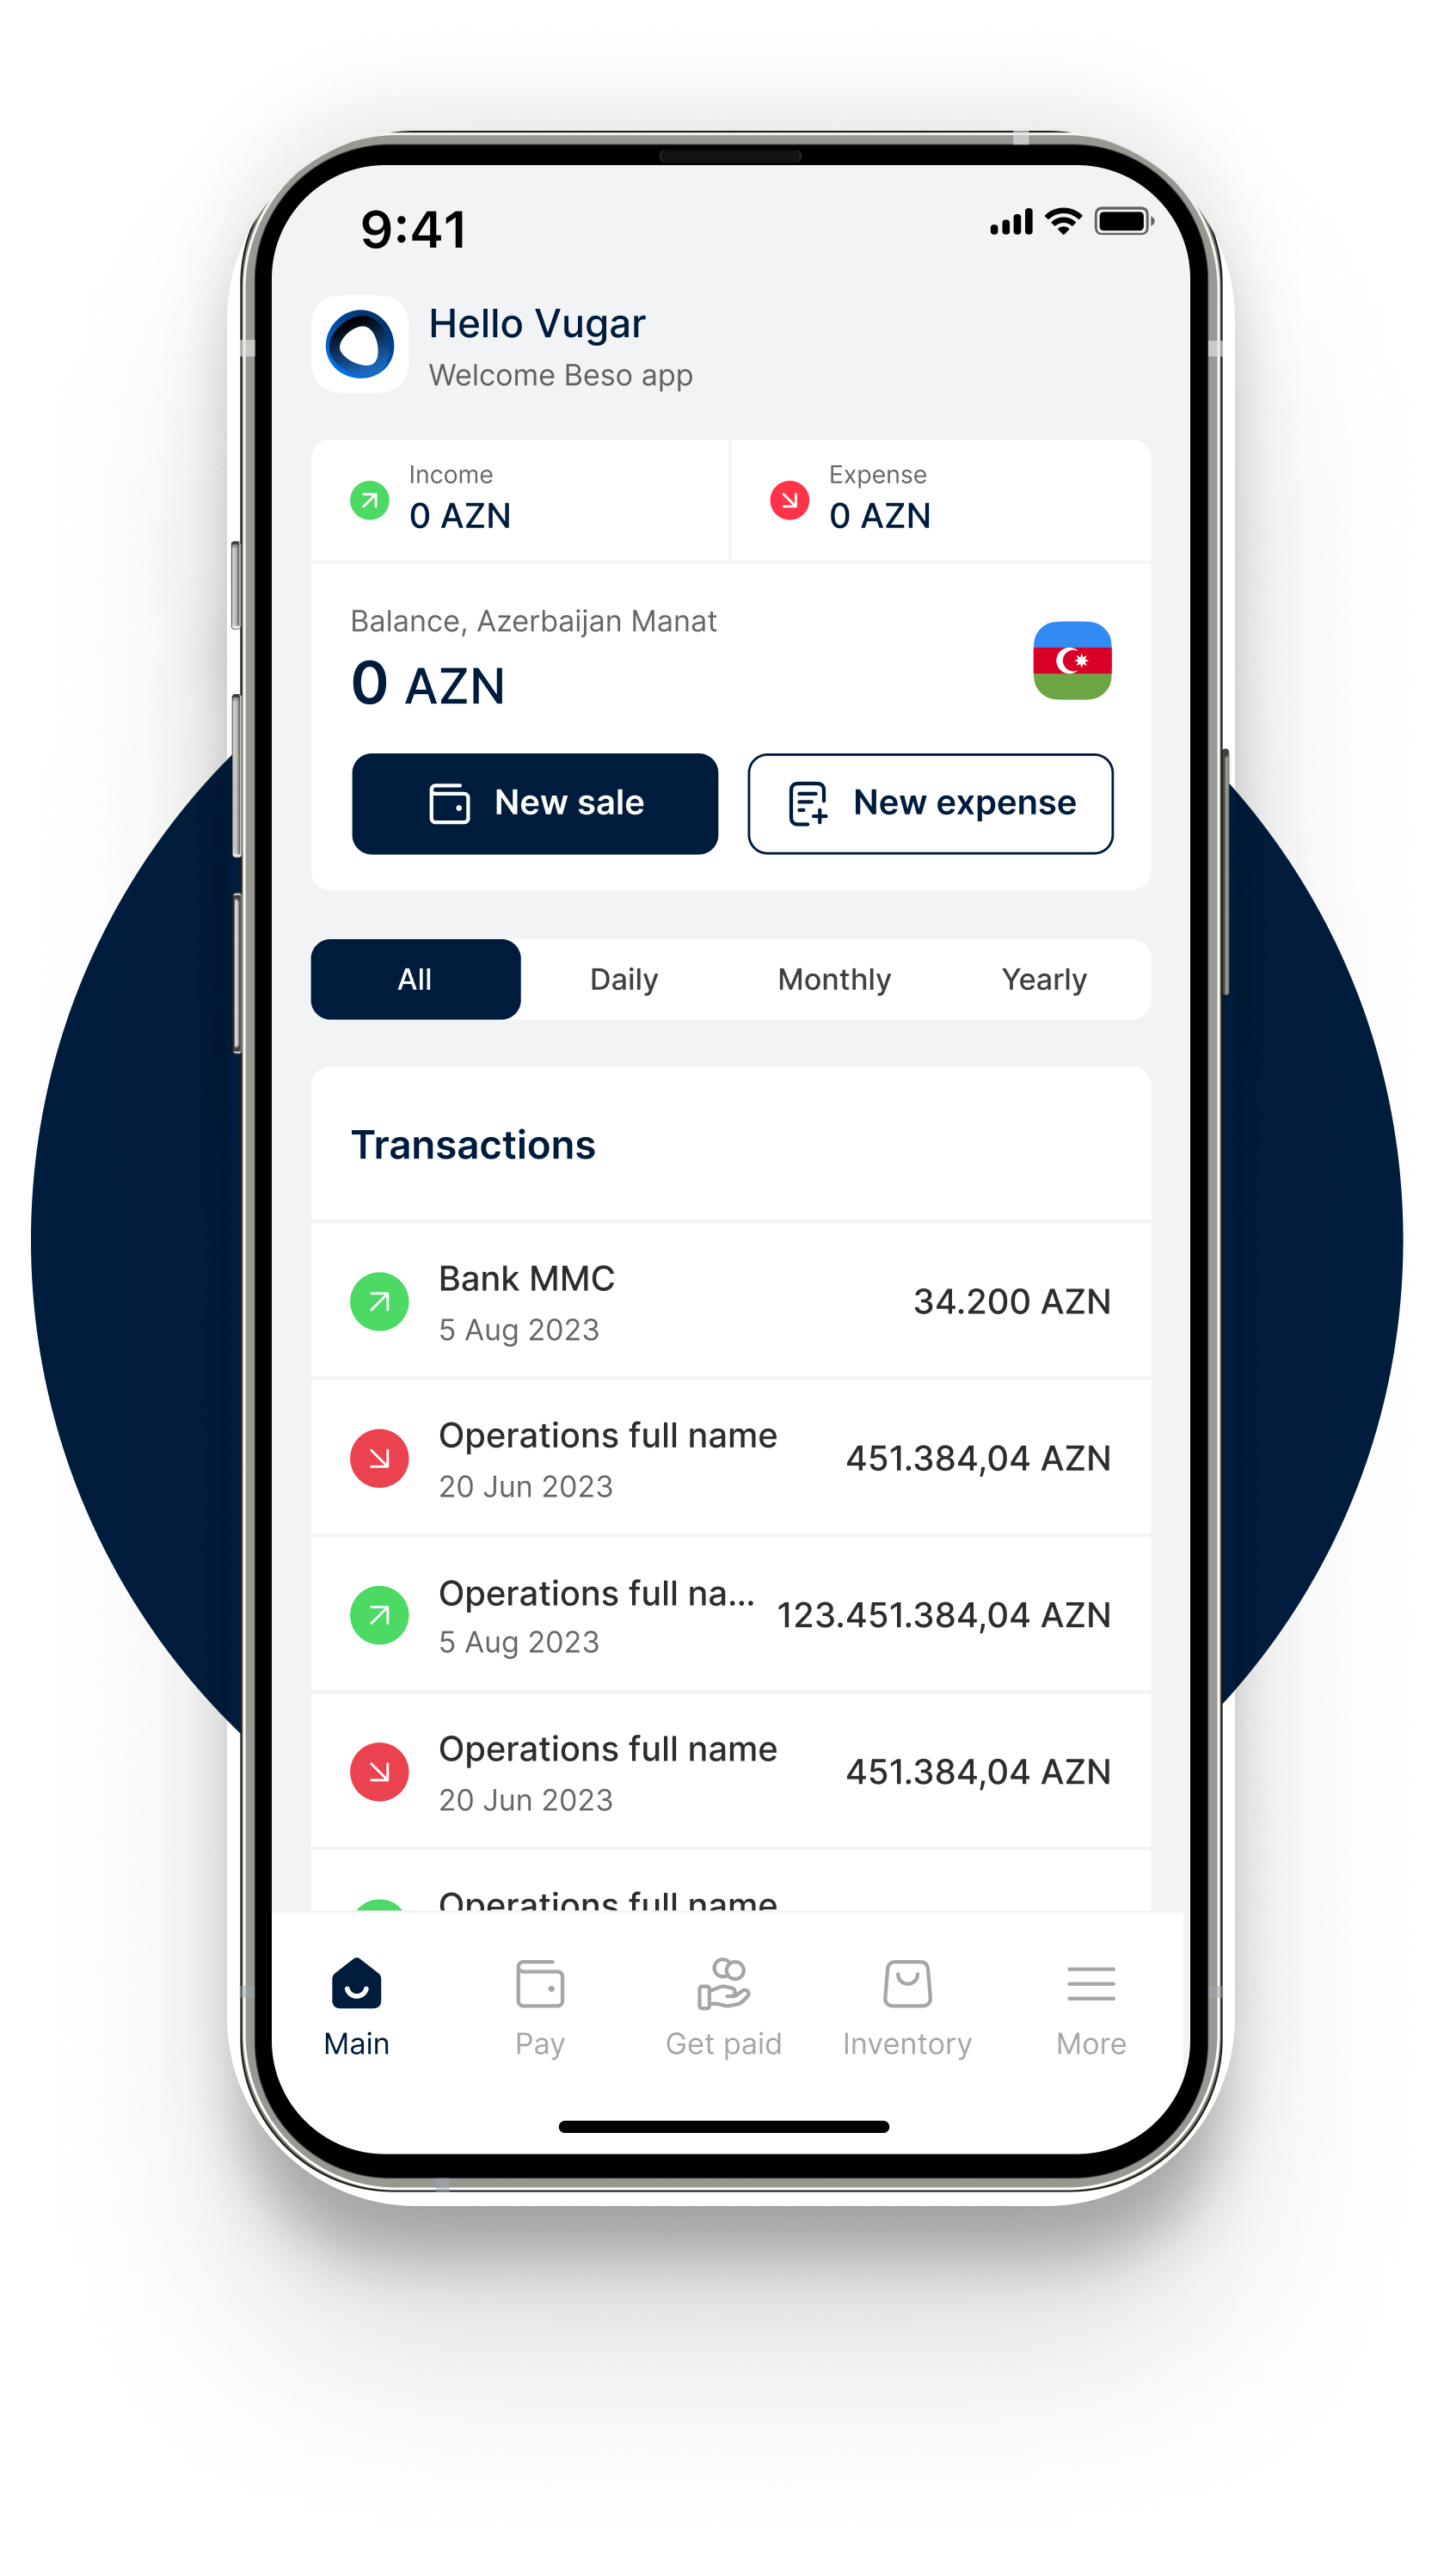 9:41
Hello Vugar
Welcome Beso app
Income
0 AZN
Expense
0 AZN
Balance, Azerbaijan Manat
0 AZN
New sale
New expense
All
Daily
Monthly
Yearly
Transactions
Bank MMC
34.200 AZN
5 Aug 2023
Operations full name
451.384,04 AZN
20 Jun 2023
Operations full na...
123.451.384,04 AZN
5 Aug 2023
Operations full name
451.384,04 AZN
20 Jun 2023
Operations full name
Main
Pay
Get paid
Inventory
More